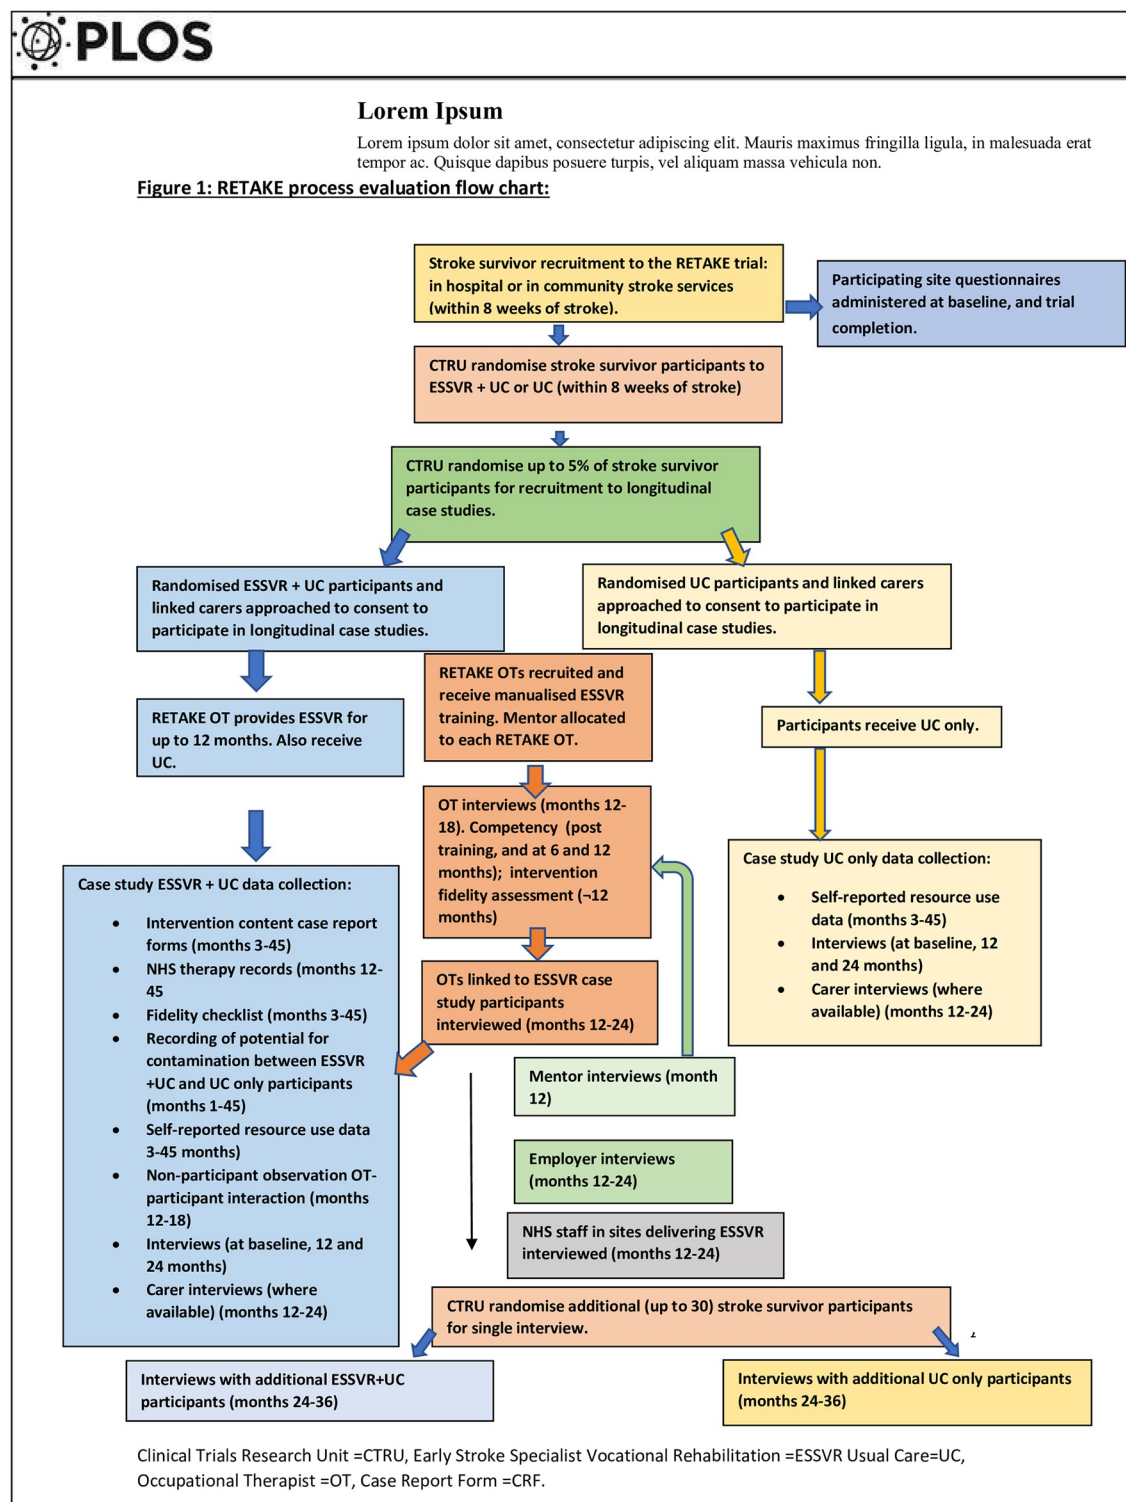 PLOS
Lorem Ipsum
Lorem ipsum dolor sit amet, consectetur adipiscing elit. Mauris maximus fringilla ligula, in malesuada erat
tempor ac. Quisque dapibus posuere turpis, vel aliquam massa vehicula non.
Figure 1: RETAKE process evaluation flow chart:
Stroke survivor recruitment to the RETAKE trial:
in hospital or in community stroke services
(within 8 weeks of stroke).
Participating site questionnaires
administered at baseline, and trial
completion.
CTRU randomise stroke survivor participants to
ESSVR + UC or UC (within 8 weeks of stroke)
CTRU randomise up to 5% of stroke survivor
participants for recruitment to longitudinal
case studies.
Randomised ESSVR + UC participants and
linked carers approached to consent to
participate in longitudinal case studies.
Randomised UC participants and linked carers
approached to consent to participate in
longitudinal case studies.
RETAKE OTs recruited and
receive manualised ESSVR
training. Mentor allocated
to each RETAKE OT.
RETAKE OT provides ESSVR for
up to 12 months. Also receive
UC.
Participants receive UC only.
OT interviews (months 12-
18). Competency (post
training, and at 6 and 12
months); intervention
fidelity assessment (¬12
months)
Case study UC only data collection:
• Self-reported resource use
data (months 3-45)
• Interviews (at baseline, 12
and 24 months)
• Carer interviews (where
available) (months 12-24)
Case study ESSVR + UC data collection:
• Intervention content case report
forms (months 3-45)
• NHS therapy records (months 12-
45
• Fidelity checklist (months 3-45)
• Recording of potential for
contamination between ESSVR
+UC and UC only participants
(months 1-45)
• Self-reported resource use data
3-45 months)
• Non-participant observation OT-
participant interaction (months
12-18)
• Interviews (at baseline, 12 and
24 months)
• Carer interviews (where
available) (months 12-24)
OTs linked to ESSVR case
study participants
interviewed (months 12-24)
Mentor interviews (month
12)
Employer interviews
(months 12-24)
NHS staff in sites delivering ESSVR
interviewed (months 12-24)
CTRU randomise additional (up to 30) stroke survivor participants
for single interview.
Interviews with additional ESSVR+UC
participants (months 24-36)
Interviews with additional UC only participants
(months 24-36)
Clinical Trials Research Unit =CTRU, Early Stroke Specialist Vocational Rehabilitation =ESSVR Usual Care=UC,
Occupational Therapist =OT, Case Report Form =CRF.